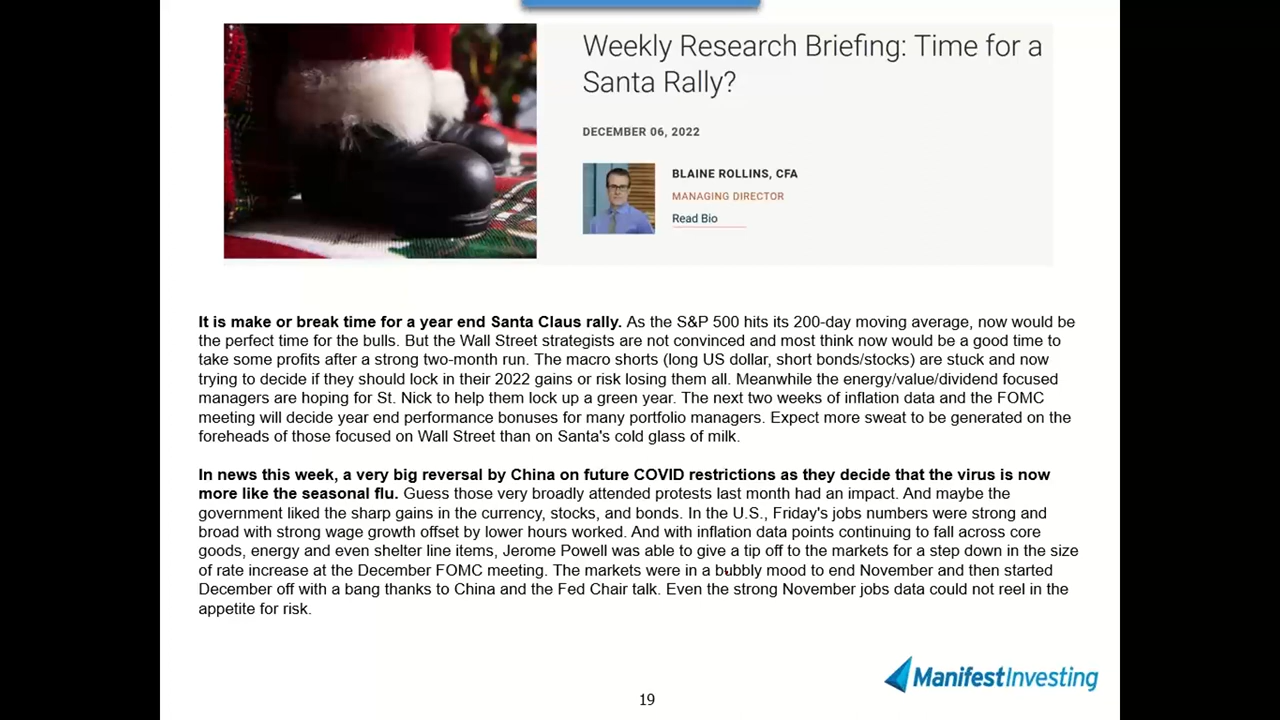 Weekly Research Briefing: Time for a
Santa Rally?
DECEMBER 06, 2022
BLAINE ROLLINS, CFA
MANAGING DIRECTOR
Read Bio
It is make or break time for a year end Santa Claus rally. As the S&P 500 hits its 200-day moving average, now would be
the perfect time for the bulls. But the Wall Street strategists are not convinced and most think now would be a good time to
take some profits after a strong two-month run. The macro shorts (long US dollar, short bonds/stocks) are stuck and now
trying to decide if they should lock in their 2022 gains or risk losing them all. Meanwhile the energy/value/dividend focused
managers are hoping for St. Nick to help them lock up a green year. The next two weeks of inflation data and the FOMC
meeting will decide year end performance bonuses for many portfolio managers. Expect more sweat to be generated on the
foreheads of those focused on Wall Street than on Santa's cold glass of milk.
In news this week, a very big reversal by China on future COVID restrictions as they decide that the virus is now
more like the seasonal flu. Guess those very broadly attended protests last month had an impact. And maybe the
government liked the sharp gains in the currency, stocks, and bonds. In the U.S., Friday's jobs numbers were strong and
broad with strong wage growth offset by lower hours worked. And with inflation data points continuing to fall across core
goods, energy and even shelter line items, Jerome Powell was able to give a tip off to the markets for a step down in the size
of rate increase at the December FOMC meeting. The markets were in a bubbly mood to end November and then started
December off with a bang thanks to China and the Fed Chair talk. Even the strong November jobs data could not reel in the
appetite for risk.
ManifestInvesting
19